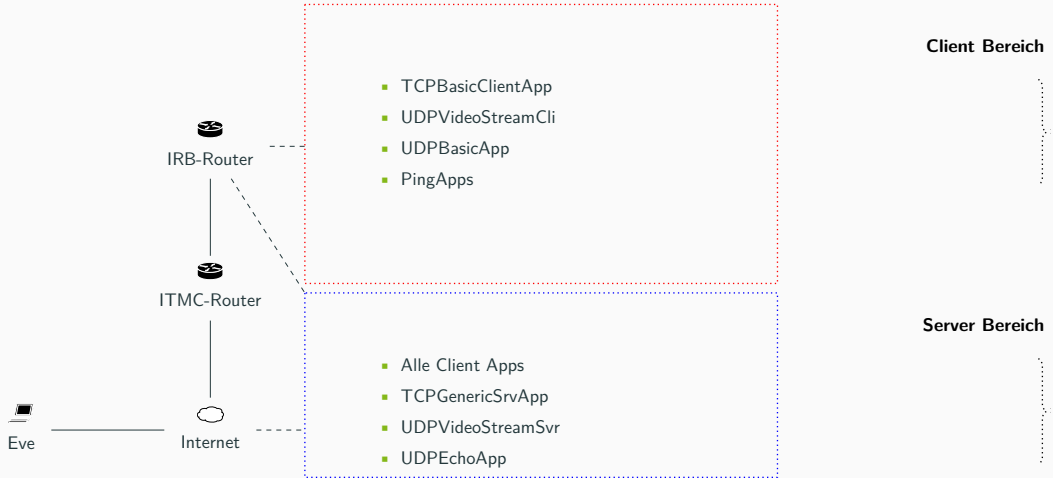 Client Bereich
TCPBasicClientApp
UDPVideoStreamCli
UDPBasicApp
PingApps
IRB-Router
ITMC-Router
Server Bereich
Alle Client Apps
TCPGenericSrvApp
UDPVideoStreamSvr
UDPEchoApp
Eve
Internet